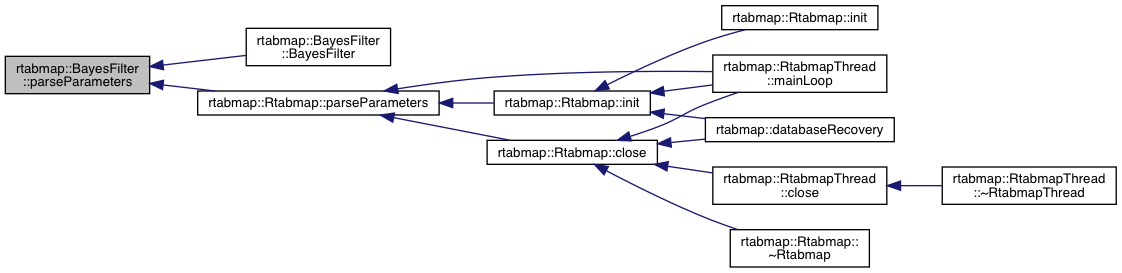 rtabmap::BayesFilter
::parseParameters
rtabmap::BayesFilter
::BayesFilter
rtabmap::Rtabmap::parseParameters
rtabmap::Rtabmap::init
rtabmap::Rtabmap::init
rtabmap::RtabmapThread
::mainLoop
rtabmap::databaseRecovery
rtabmap::Rtabmap::close
rtabmap::RtabmapThread
::close
rtabmap::RtabmapThread
::~RtabmapThread
rtabmap::Rtabmap::
~Rtabmap